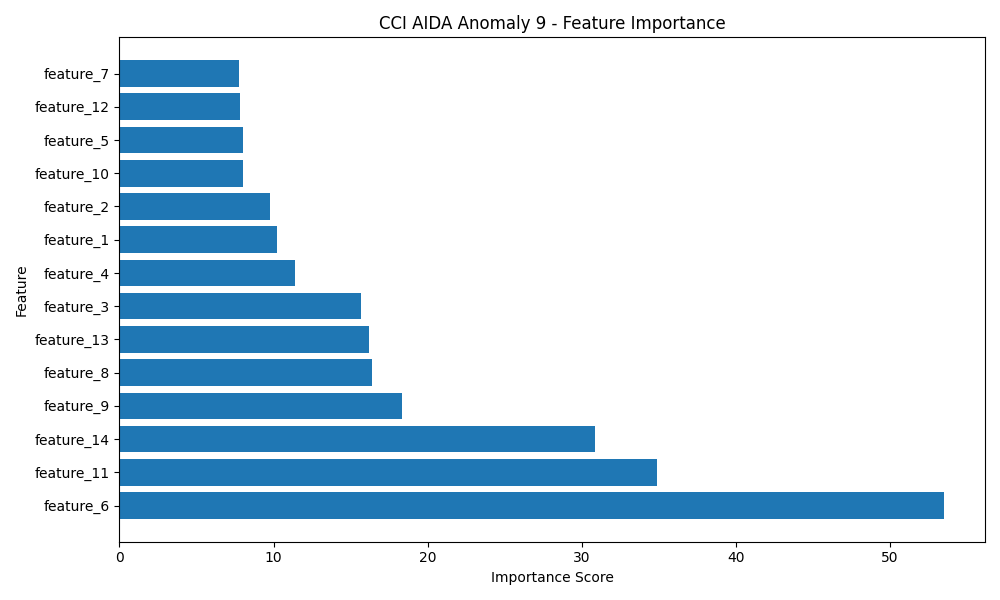 CCI AIDA Anomaly 9 - Feature Importance
feature_7
feature_12
feature_5
feature_10
feature_2
feature_1
feature_4
feature_3
feature_13
feature_8
feature_9
feature_14
feature_11
feature_6
Feature
0 10 20 30 40 50
Importance Score